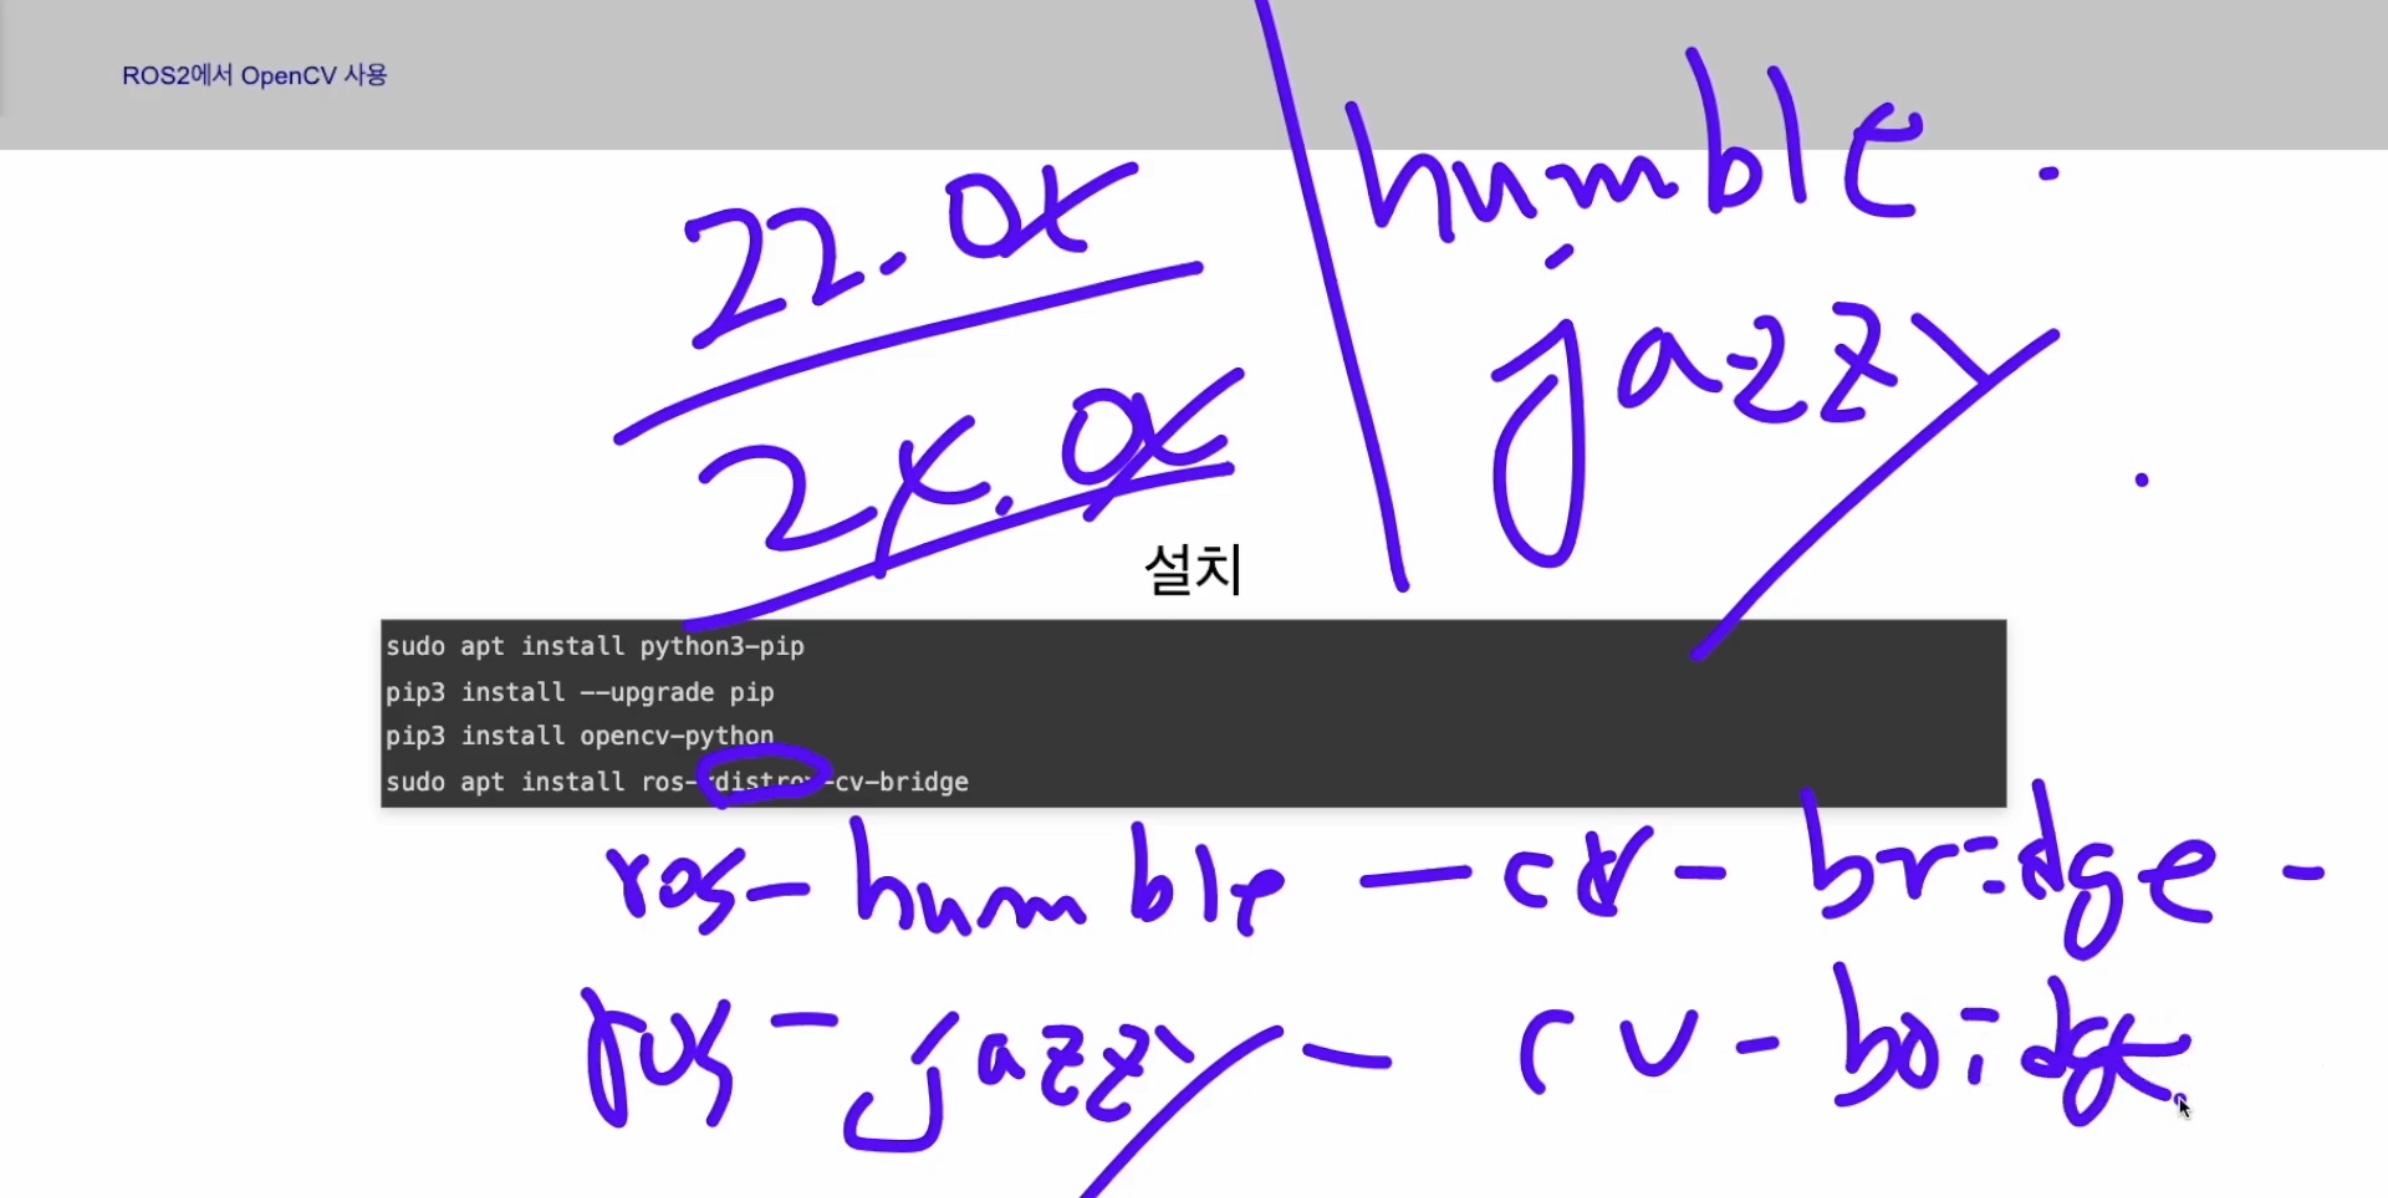 ROS2에서 OpenCV 사용
humble
22.04
jazzy
24.04
설치
sudo apt install python3-pip
pip3 install --upgrade pip
pip3 install opencv-python
sudo apt install ros-<distro>-cv-bridge
ros-humble-cv-bridge-
ros-jazzy-cv-bridge